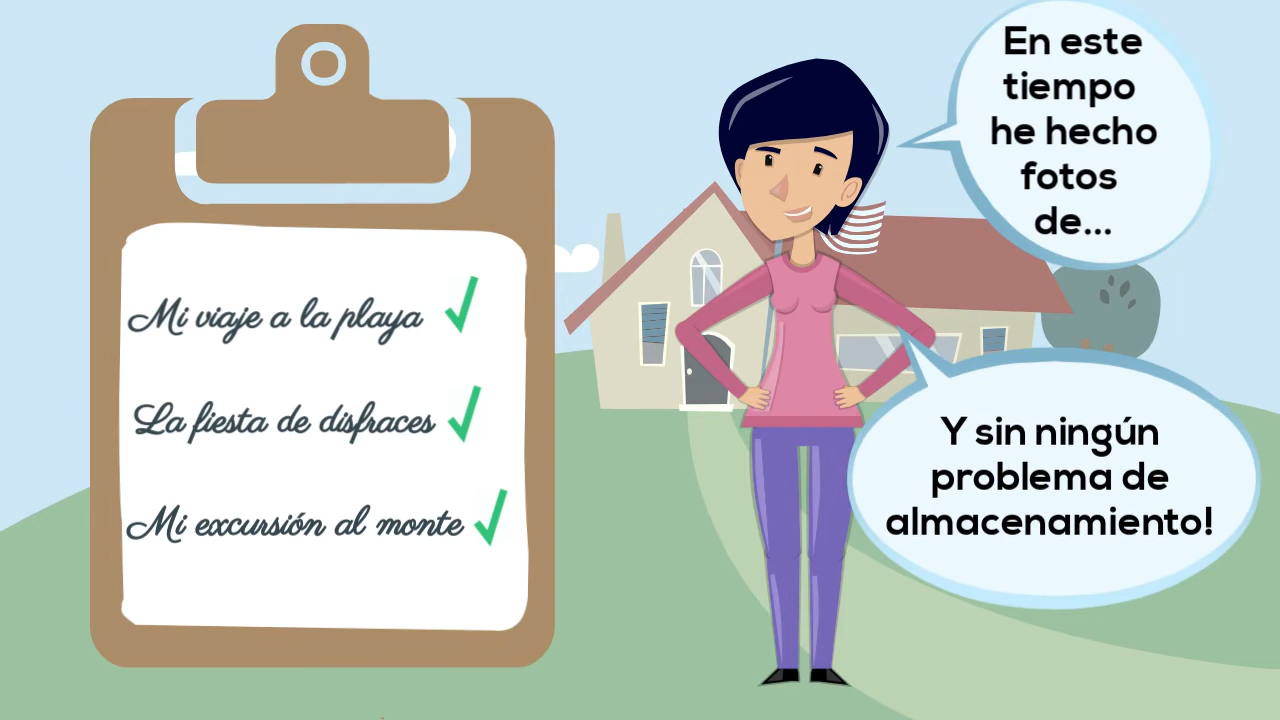 En este
tiempo
he hecho
fotos
de...
Mi viaje a la playa
La fiesta de disfraces
Mi excursión al monte
Y sin ningún
problema de
almacenamiento!